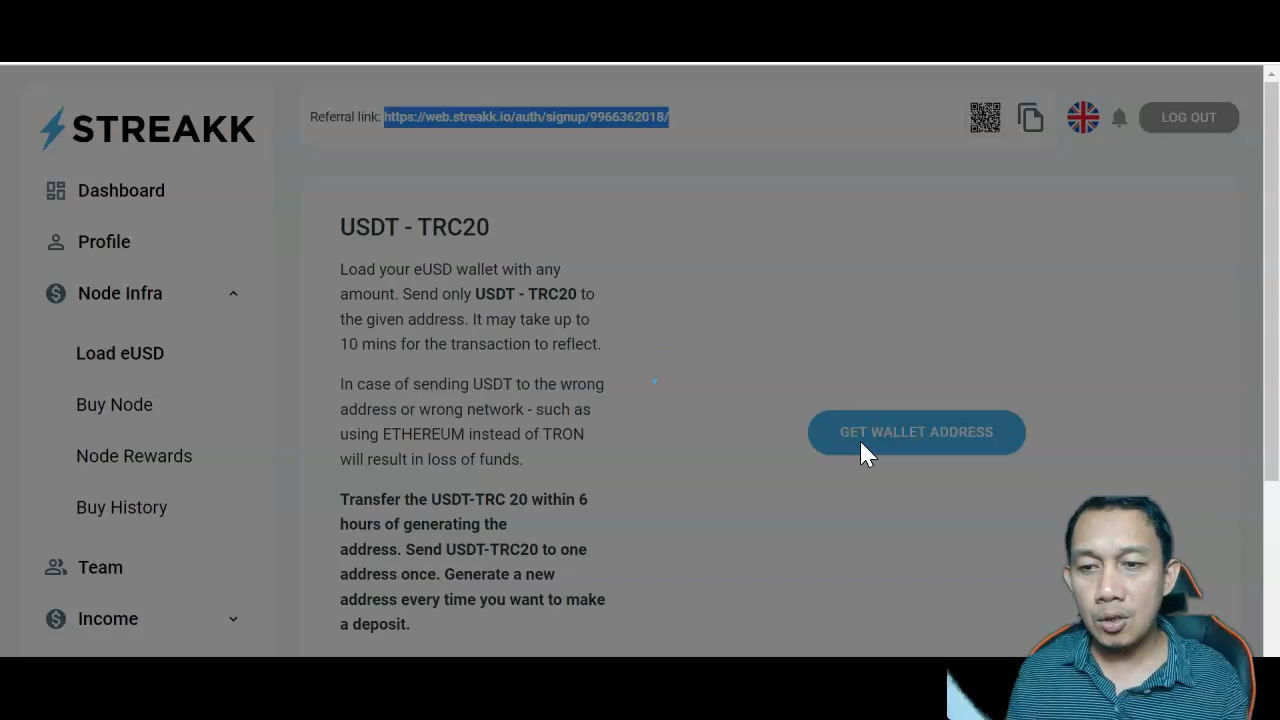 STREAKK
Referral link: https://web.streakk.io/auth/signup/9966362018/
LOG OUT
Dashboard
Profile
Node Infra
Load eUSD
Buy Node
Node Rewards
Buy History
Team
Income
USDT - TRC20
Load your eUSD wallet with any
amount. Send only USDT - TRC20 to
the given address. It may take up to
10 mins for the transaction to reflect.
In case of sending USDT to the wrong
address or wrong network - such as
using ETHEREUM instead of TRON
will result in loss of funds.
Transfer the USDT-TRC 20 within 6
hours of generating the
address. Send USDT-TRC20 to one
address once. Generate a new
address every time you want to make
a deposit.
GET WALLET ADDRESS